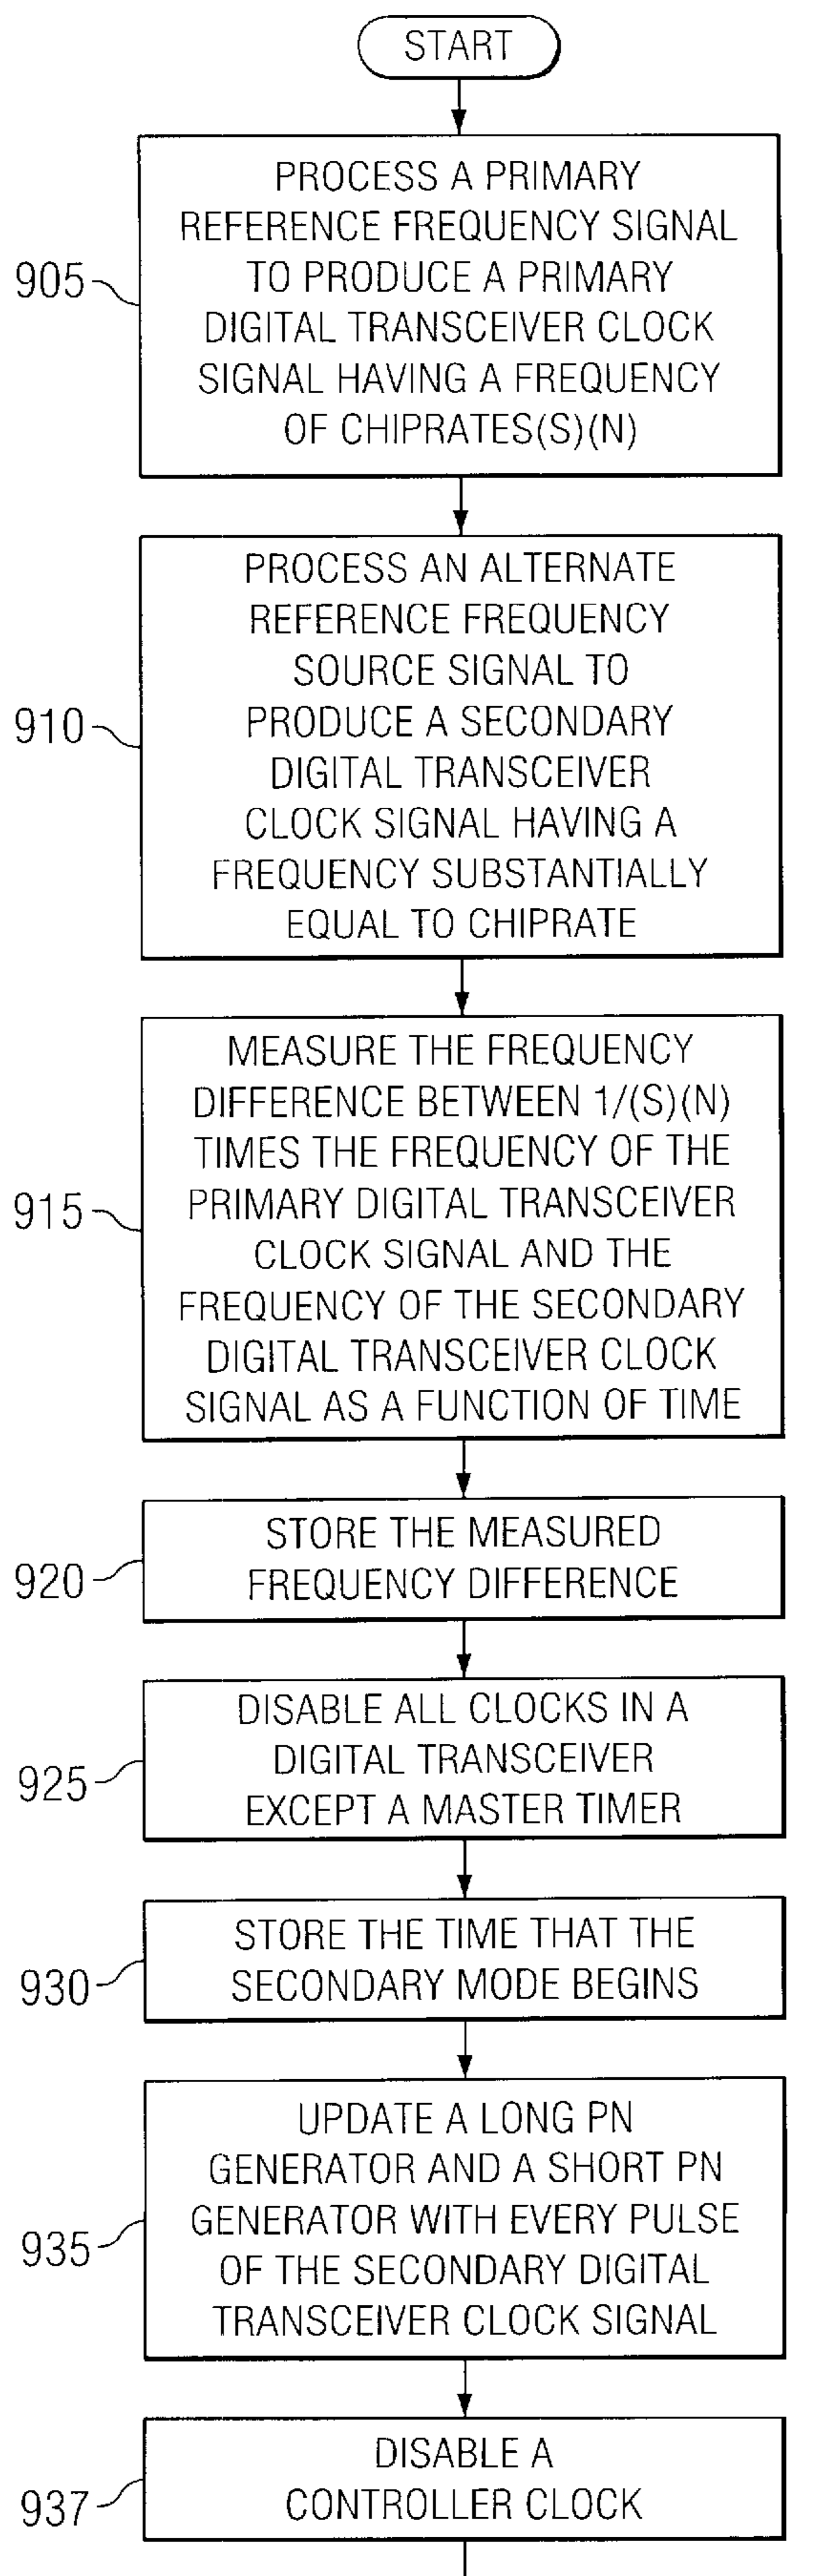 START
905
PROCESS A PRIMARY
REFERENCE FREQUENCY SIGNAL
TO PRODUCE A PRIMARY
DIGITAL TRANSCEIVER CLOCK
SIGNAL HAVING A FREQUENCY
OF CHIPRATES(S)(N)
910
PROCESS AN ALTERNATE
REFERENCE FREQUENCY
SOURCE SIGNAL TO
PRODUCE A SECONDARY
DIGITAL TRANSCEIVER
CLOCK SIGNAL HAVING A
FREQUENCY SUBSTANTIALLY
EQUAL TO CHIPRATE
915
MEASURE THE FREQUENCY
DIFFERENCE BETWEEN 1/(S)(N)
TIMES THE FREQUENCY OF THE
PRIMARY DIGITAL TRANSCEIVER
CLOCK SIGNAL AND THE
FREQUENCY OF THE SECONDARY
DIGITAL TRANSCEIVER CLOCK
SIGNAL AS A FUNCTION OF TIME
920
STORE THE MEASURED
FREQUENCY DIFFERENCE
925
DISABLE ALL CLOCKS IN A
DIGITAL TRANSCEIVER
EXCEPT A MASTER TIMER
930
STORE THE TIME THAT THE
SECONDARY MODE BEGINS
935
UPDATE A LONG PN
GENERATOR AND A SHORT PN
GENERATOR WITH EVERY PULSE
OF THE SECONDARY DIGITAL
TRANSCEIVER CLOCK SIGNAL
937
DISABLE A
CONTROLLER CLOCK